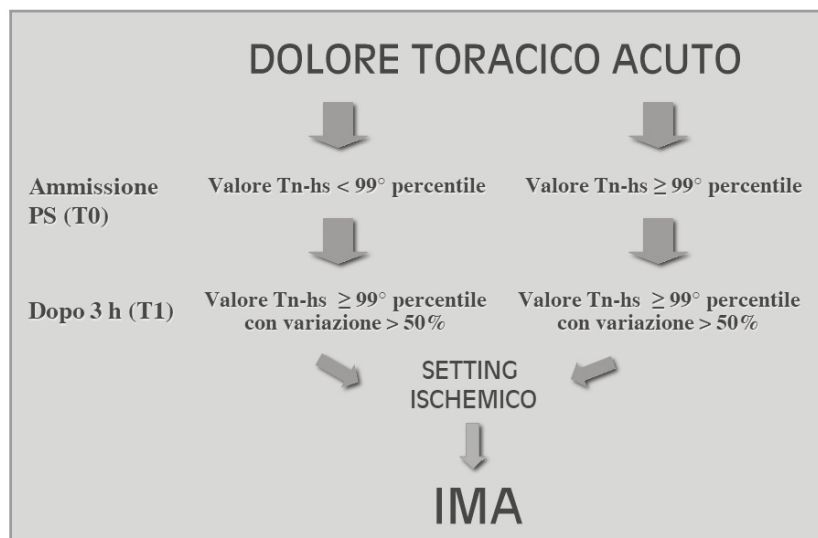 DOLORE TORACICO ACUTO
Ammissione
PS (T0)
Valore Tn-hs < 99° percentile
Valore Tn-hs ≥ 99° percentile
Dopo 3 h (T1)
Valore Tn-hs ≥ 99° percentile
con variazione > 50%
Valore Tn-hs ≥ 99° percentile
con variazione > 50%
SETTING
ISCHEMICO
IMA